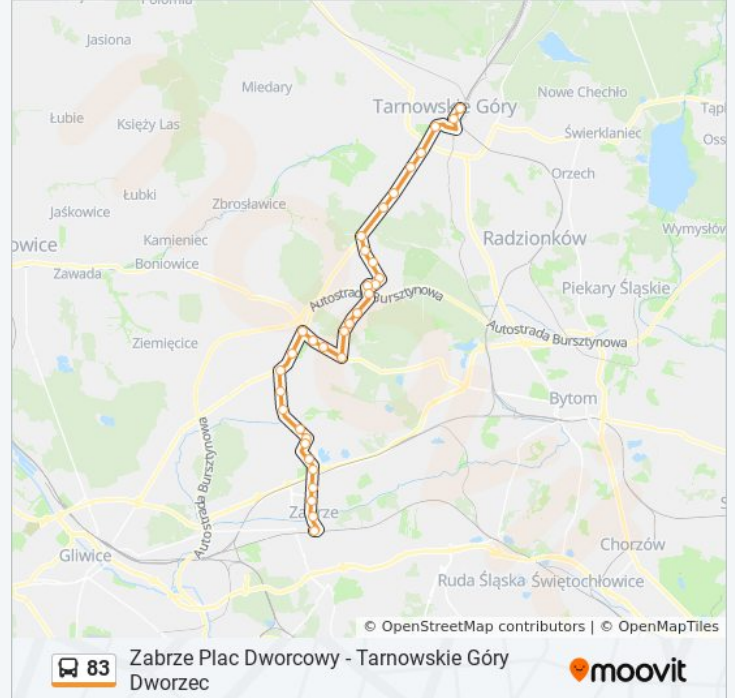 Polomia
Jasiona
Miedary
Nowe Chechło
Tarnowskie Góry
Łubie
Księży Las
Świerklaniec
Orzech
Łubki
Zbrosławice
Jaśkowice
Kamieniec
Radzionków
Wymysłów
owice
Boniowice
Zawada
Piekary Śląskie
Autostrada Bursztynowa
Autostrada Bursztynowa
Ziemięcice
Bytom
Autostrada Bursztynowa
Zabrze
Gliwice
Chorzów
Ruda Śląska
Świętochłowice
© OpenStreetMap contributors | © OpenMapTiles
83
Zabrze Plac Dworcowy - Tarnowskie Góry
Dworzec
moovit